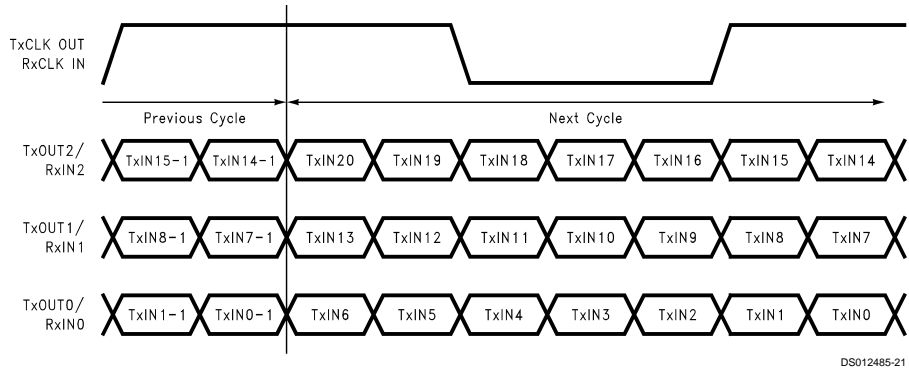 TxCLK OUT
RxCLK IN
Previous Cycle
Next Cycle
TxOUT2/
RxIN2
TxIN15-1 TxIN14-1 TxIN20 TxIN19 TxIN18 TxIN17 TxIN16 TxIN15 TxIN14
TxOUT1/
RxIN1
TxIN8-1 TxIN7-1 TxIN13 TxIN12 TxIN11 TxIN10 TxIN9 TxIN8 TxIN7
TxOUT0/
RxIN0
TxIN1-1 TxIN0-1 TxIN6 TxIN5 TxIN4 TxIN3 TxIN2 TxIN1 TxIN0
DS012485-21